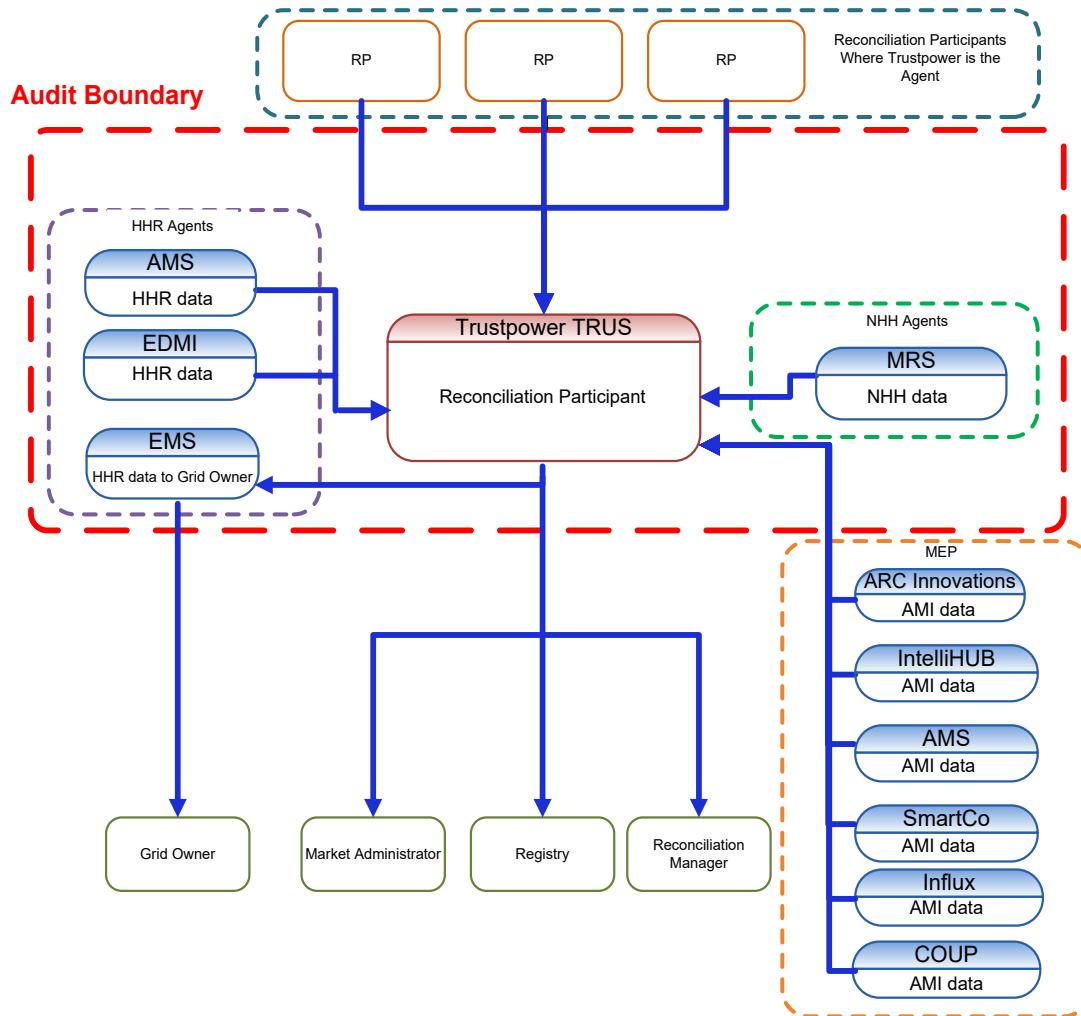 RP
RP
RP
Reconciliation Participants
Where Trustpower is the
Agent
Audit Boundary
HHR Agents
AMS
HHR data
EDMI
HHR data
EMS
HHR data to Grid Owner
Trustpower TRUS
Reconciliation Participant
NHH Agents
MRS
NHH data
MEP
ARC Innovations
AMI data
IntelliHUB
AMI data
AMS
AMI data
SmartCo
AMI data
Influx
AMI data
COUP
AMI data
Grid Owner
Market Administrator
Registry
Reconciliation
Manager